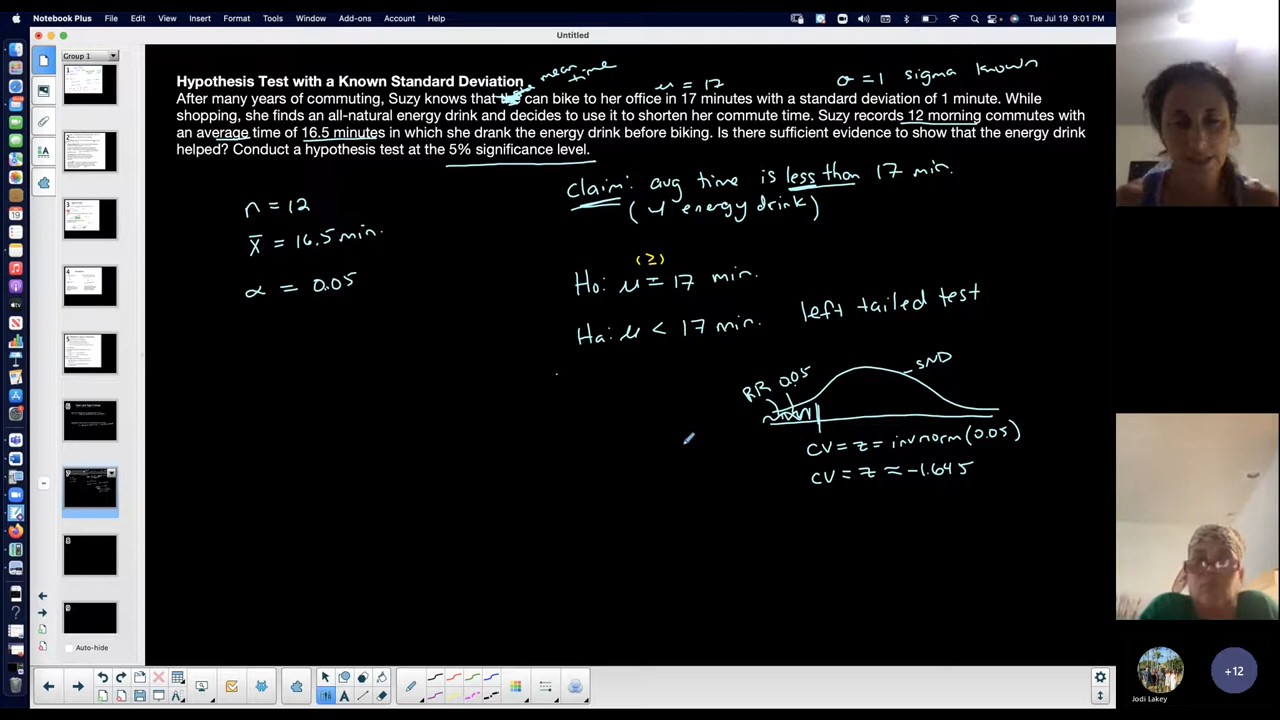 Notebook Plus File Edit View Insert Format Tools Window Add-ons Account Help
Tue Jul 19 9:01 PM
Untitled
Group 1
Hypothesis Test with a Known Standard Deviation
mean time
μ = 17
σ = 1 sigma known
After many years of commuting, Suzy knows that can bike to her office in 17 minutes with a standard deviation of 1 minute. While
shopping, she finds an all-natural energy drink and decides to use it to shorten her commute time. Suzy records 12 morning commutes with
an average time of 16.5 minutes in which she drank the energy drink before biking. Is there sufficient evidence to show that the energy drink
helped? Conduct a hypothesis test at the 5% significance level.
Claim: avg time is less than 17 min.
( energy drink)
n = 12
x̄ = 16.5 min.
α = 0.05
(≥)
Ho: μ = 17 min.
Ha: μ < 17 min. left tailed test
RR 0.05
SND
CV = z = invnorm(0.05)
CV = z ≈ -1.645
Auto-hide
Jodi Lakey
+12